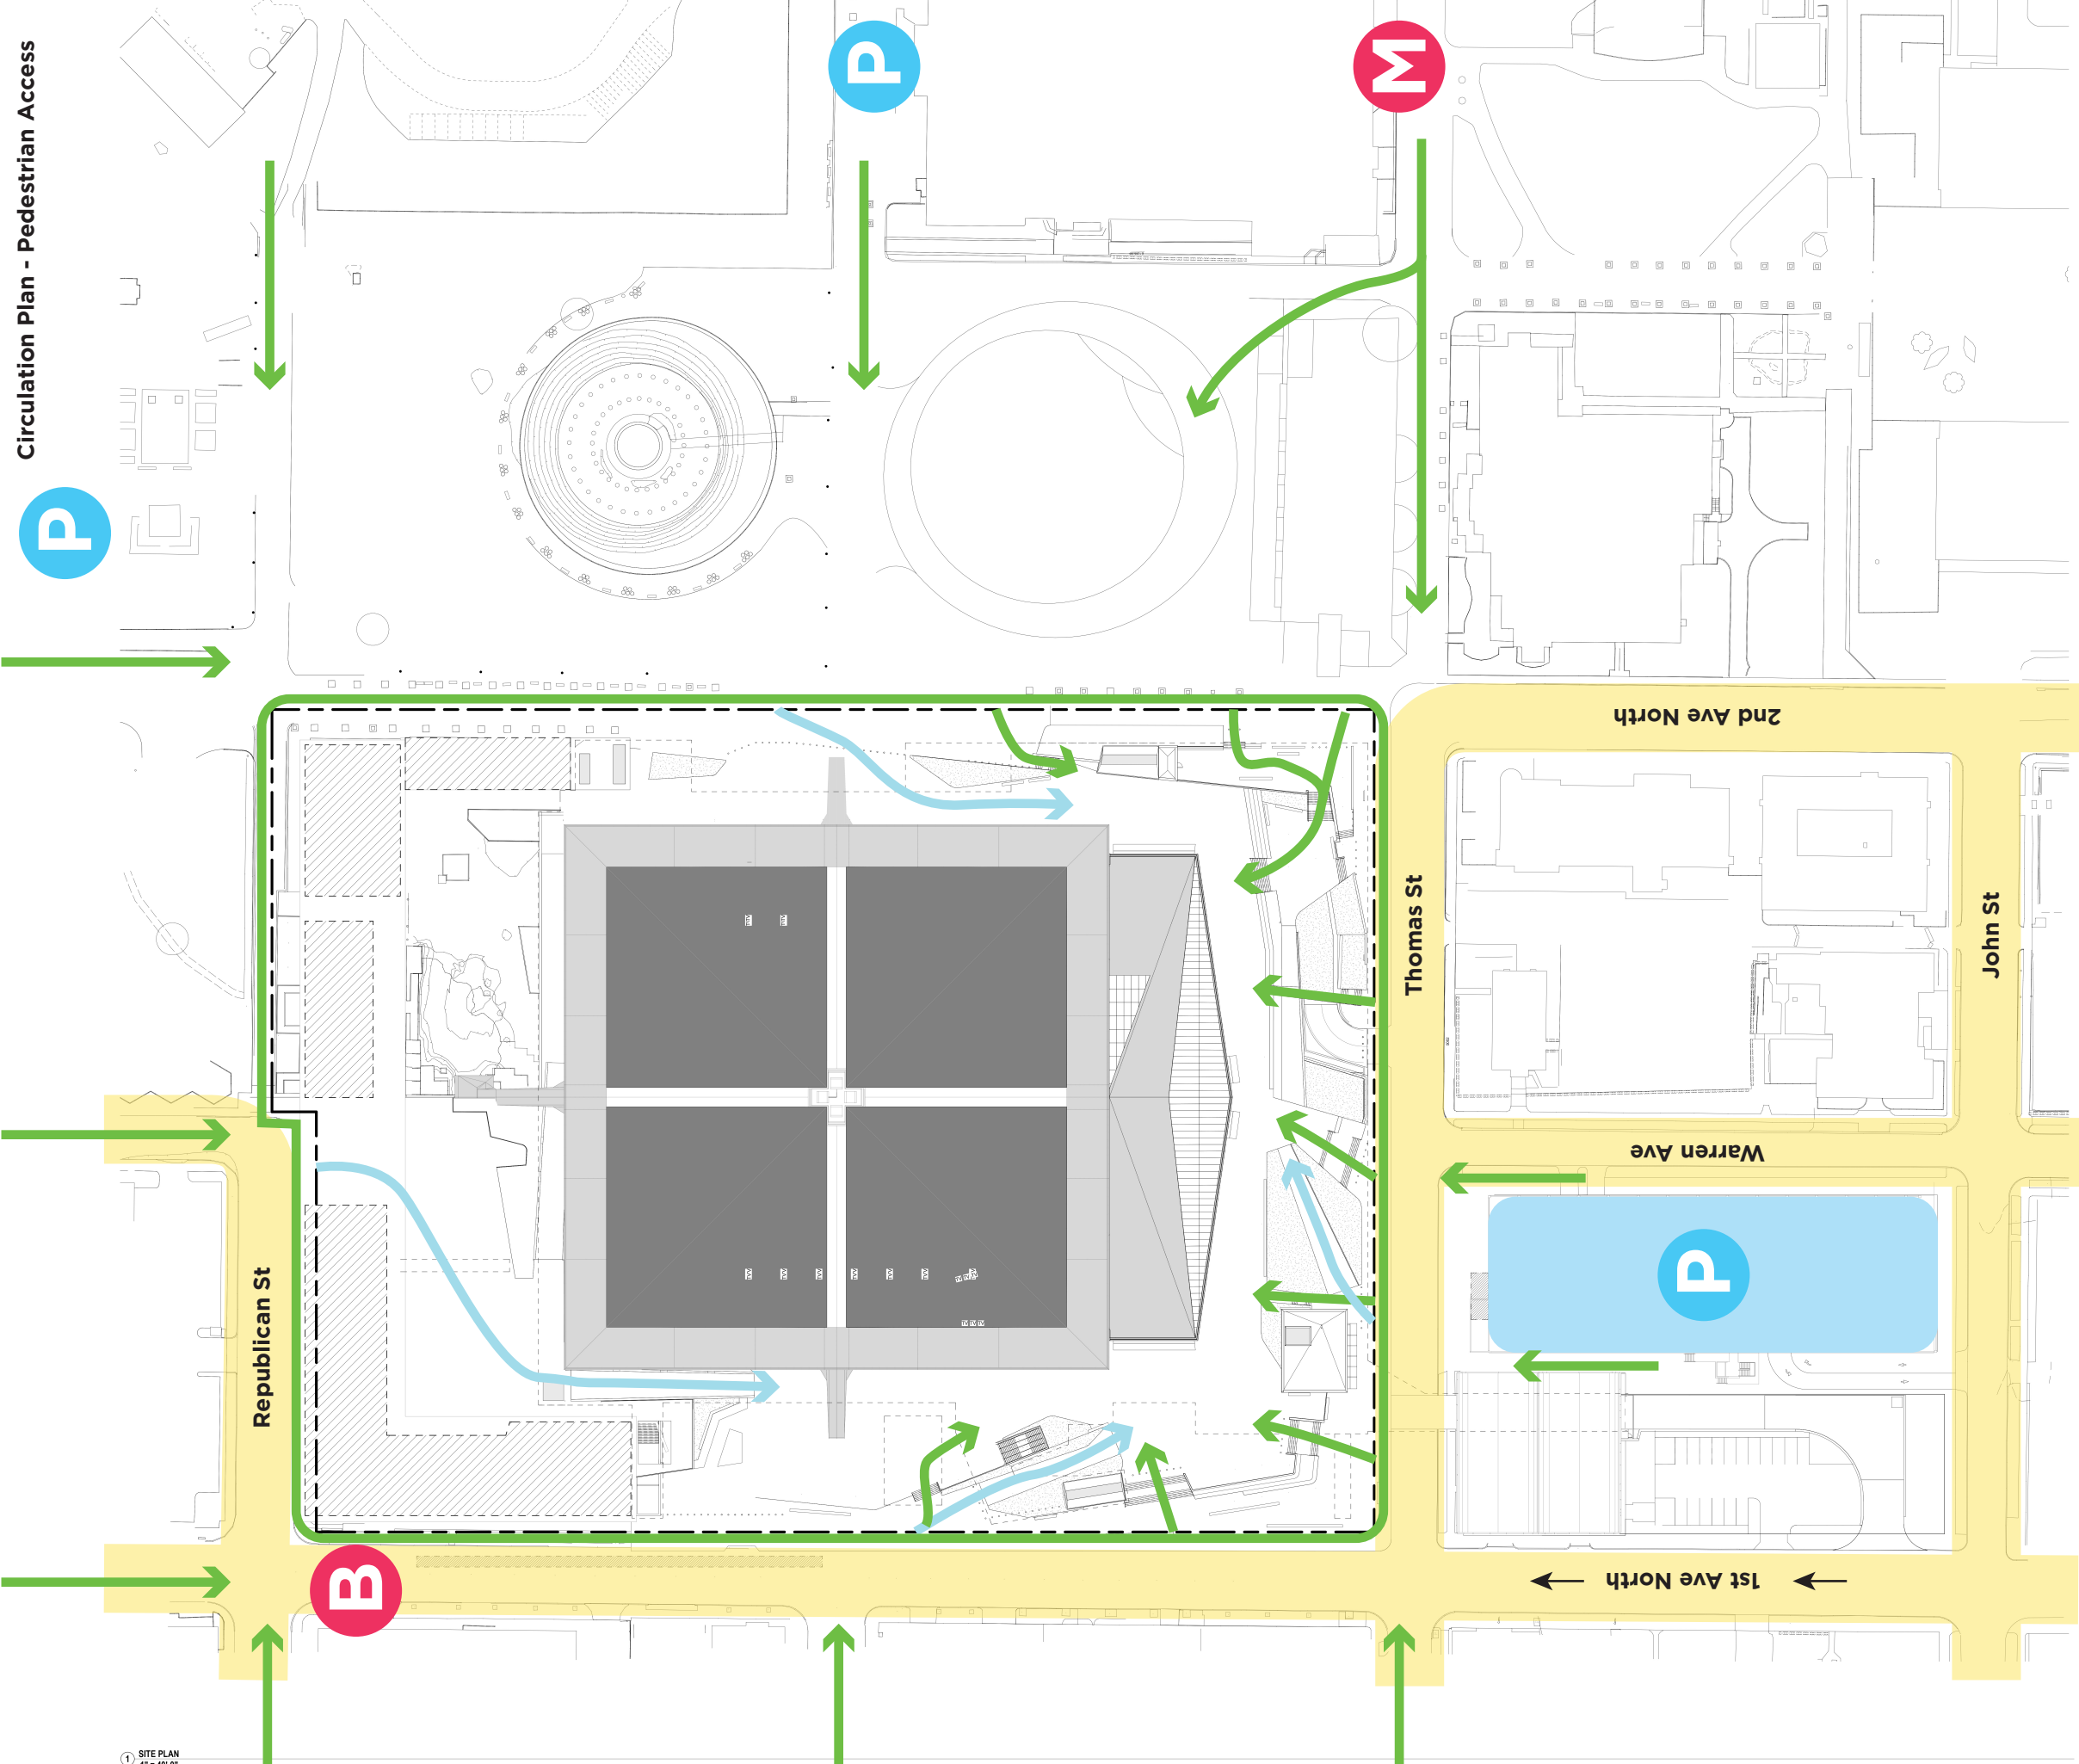 Circulation Plan - Pedestrian Access
P
M
P
2nd Ave North
Thomas St
John St
Warren Ave
P
Republican St
1st Ave North
B
1 SITE PLAN